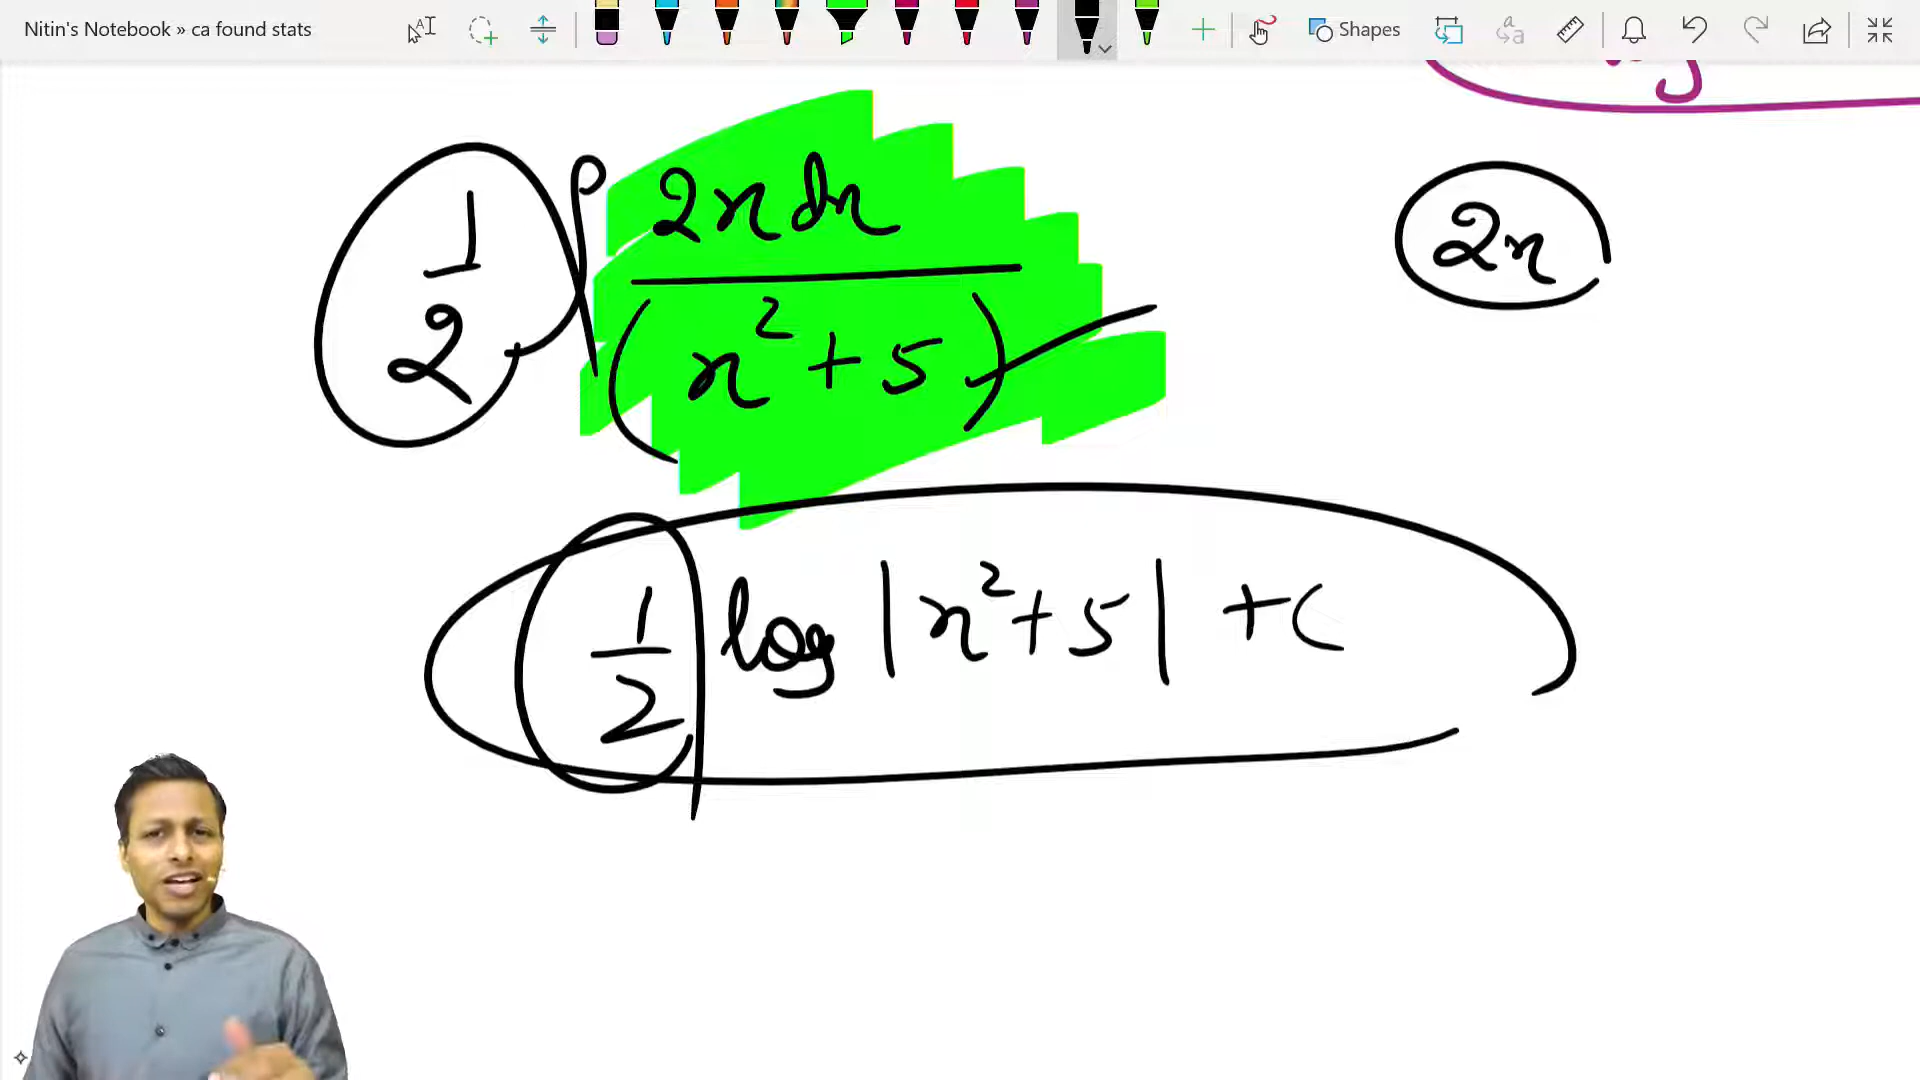 Nitin's Notebook » ca found stats
Shapes
1/2 ∫ 2x dx / (x² + 5)
2x
1/2 log |x² + 5| + C